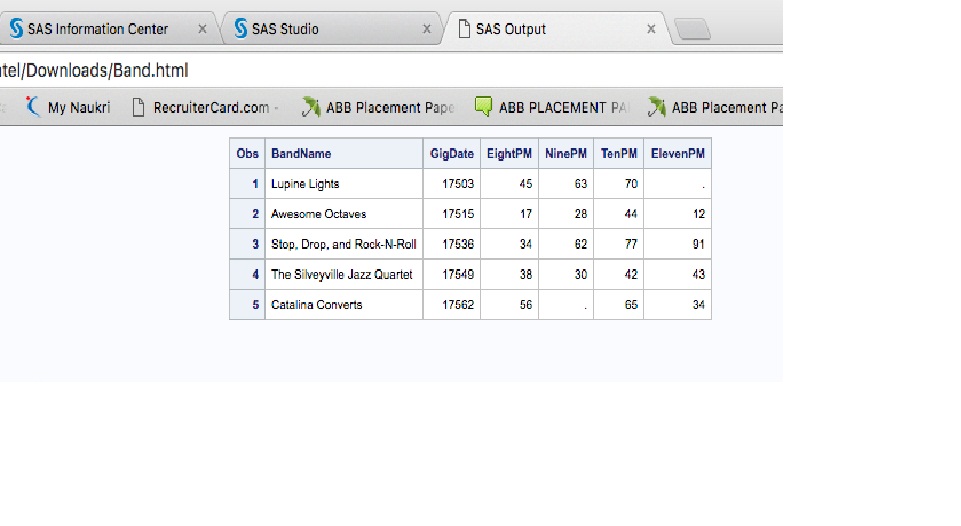 SAS Information Center × SAS Studio × SAS Output ×
tel/Downloads/Band.html
My Naukri RecruiterCard.com - ABB Placement Pape ABB PLACEMENT PA ABB Placement Pa
Obs BandName GigDate EightPM NinePM TenPM ElevenPM
1 Lupine Lights 17503 45 63 70 .
2 Awesome Octaves 17515 17 28 44 12
3 Stop, Drop, and Rock-N-Roll 17536 34 62 77 91
4 The Silveyville Jazz Quartet 17549 38 30 42 43
5 Catalina Converts 17562 56 . 65 34